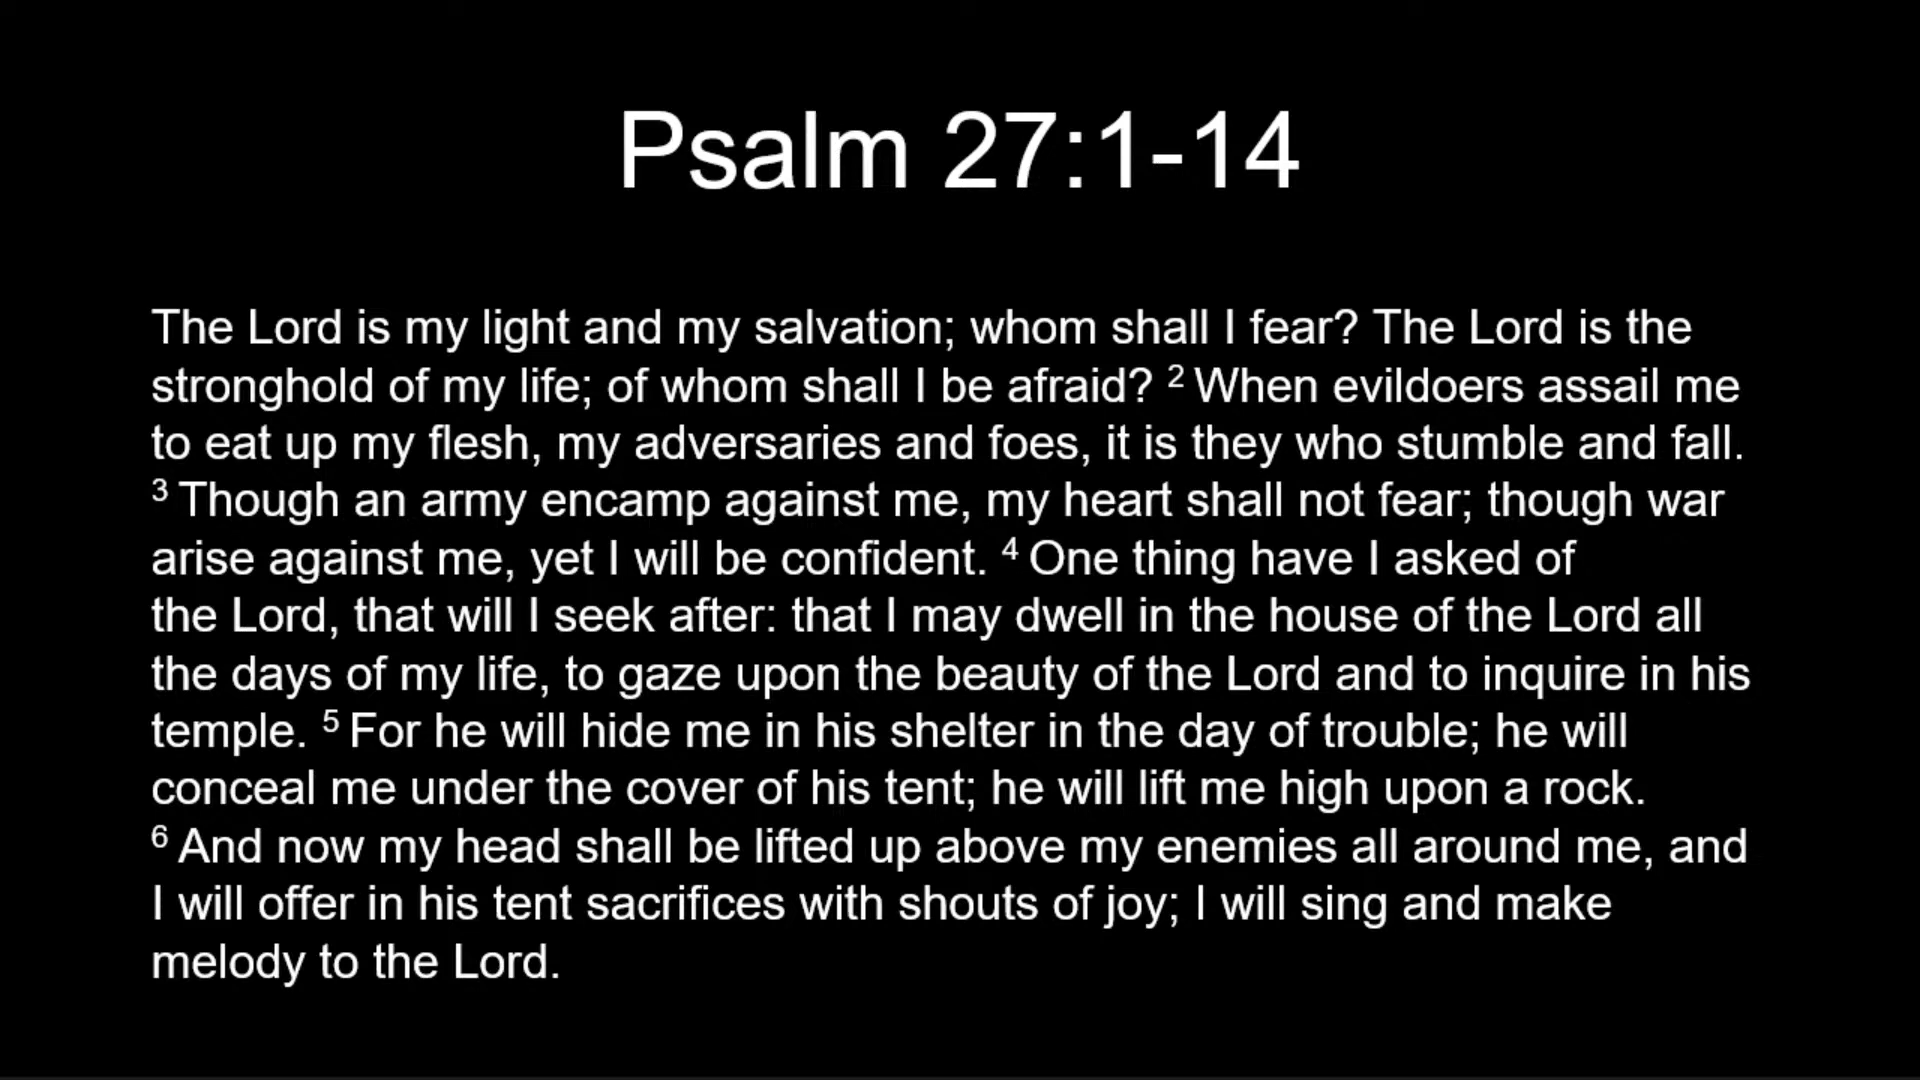 Psalm 27:1-14
The Lord is my light and my salvation; whom shall I fear? The Lord is the
stronghold of my life; of whom shall I be afraid? 2 When evildoers assail me
to eat up my flesh, my adversaries and foes, it is they who stumble and fall.
3 Though an army encamp against me, my heart shall not fear; though war
arise against me, yet I will be confident. 4 One thing have I asked of
the Lord, that will I seek after: that I may dwell in the house of the Lord all
the days of my life, to gaze upon the beauty of the Lord and to inquire in his
temple. 5 For he will hide me in his shelter in the day of trouble; he will
conceal me under the cover of his tent; he will lift me high upon a rock.
6 And now my head shall be lifted up above my enemies all around me, and
I will offer in his tent sacrifices with shouts of joy; I will sing and make
melody to the Lord.